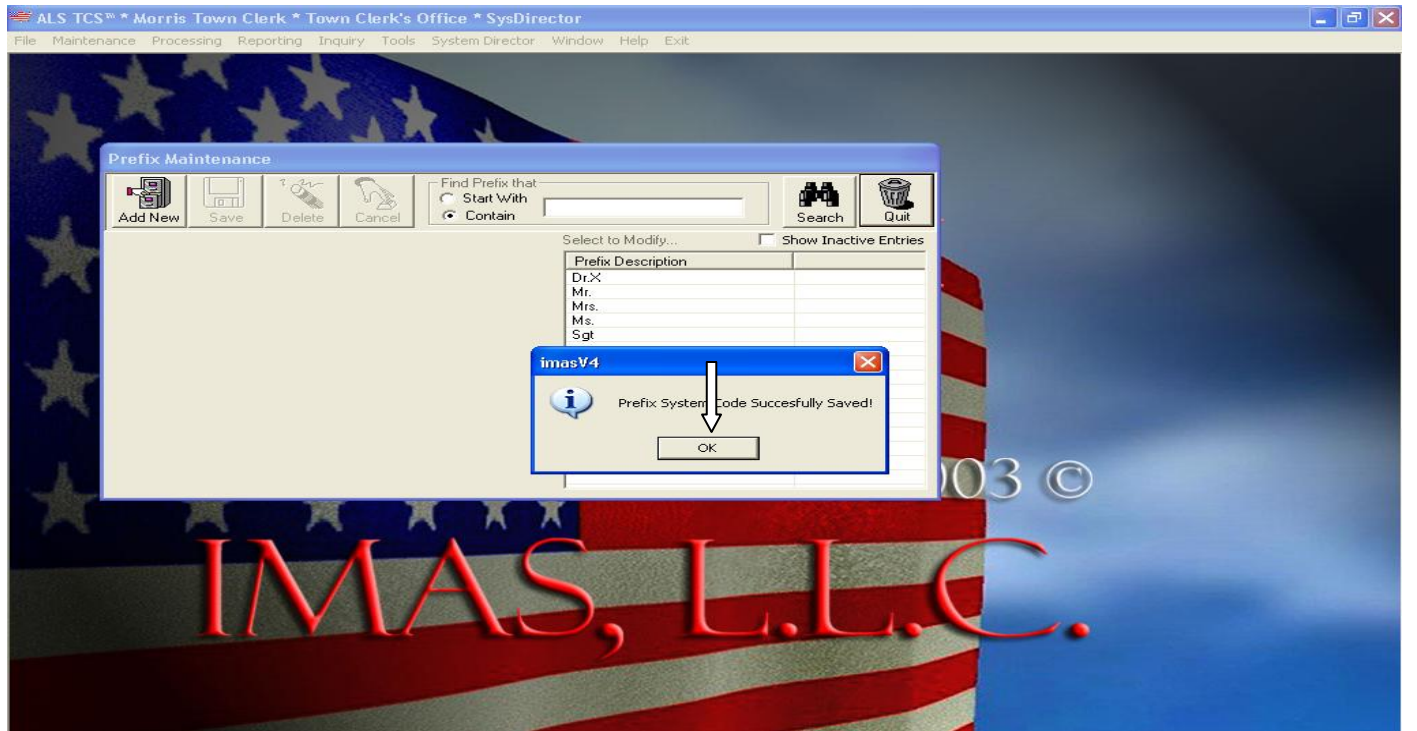 ALS TCS™ * Morris Town Clerk * Town Clerk's Office * SysDirector
File Maintenance Processing Reporting Inquiry Tools System Director Window Help Exit
Prefix Maintenance
Add New Save Delete Cancel
Find Prefix that
Start With
Contain
Search Quit
Select to Modify... Show Inactive Entries
Prefix Description
Dr.X
Mr.
Mrs.
Ms.
Sgt
imasV4
Prefix System Code Succesfully Saved!
OK
003 ©
IMAS, L.L.C.